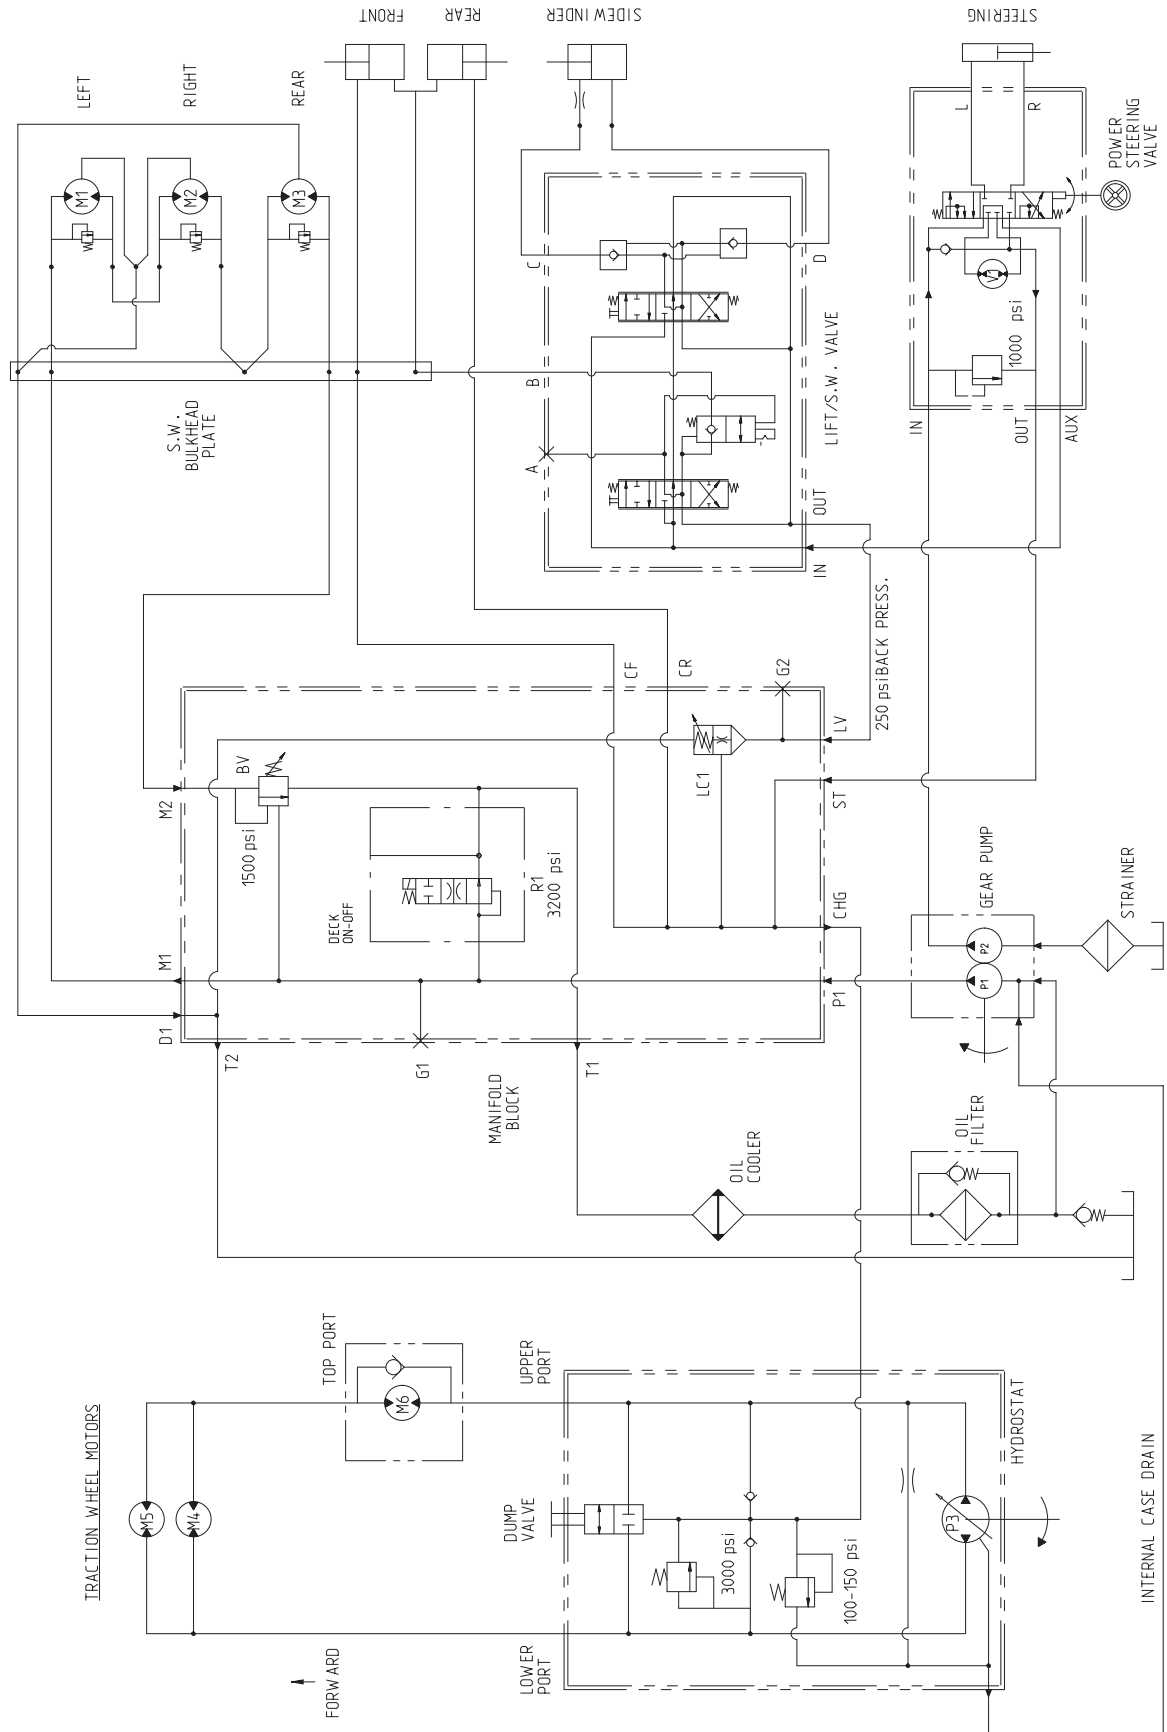 TRACTION WHEEL MOTORS
M5
M4
FORWARD
TOP PORT
M6
UPPER
PORT
LOWER
PORT
DUMP
VALVE
3000 psi
100-150 psi
P3
HYDROSTAT
INTERNAL CASE DRAIN
D1
T2
M1
M2
G1
T1
MANIFOLD
BLOCK
BV
1500 psi
DECK
ON-OFF
R1
3200 psi
LC1
CF
CR
G2
LV
ST
CHG
P1
250 psi BACK PRESS.
OIL
COOLER
OIL
FILTER
GEAR PUMP
P1
P2
STRAINER
LEFT
RIGHT
REAR
M1
M2
M3
S.W.
BULKHEAD
PLATE
FRONT
REAR
SIDEWINDER
STEERING
A
B
C
D
IN
OUT
LIFT/S.W. VALVE
IN
OUT
AUX
1000 psi
L
R
POWER
STEERING
VALVE